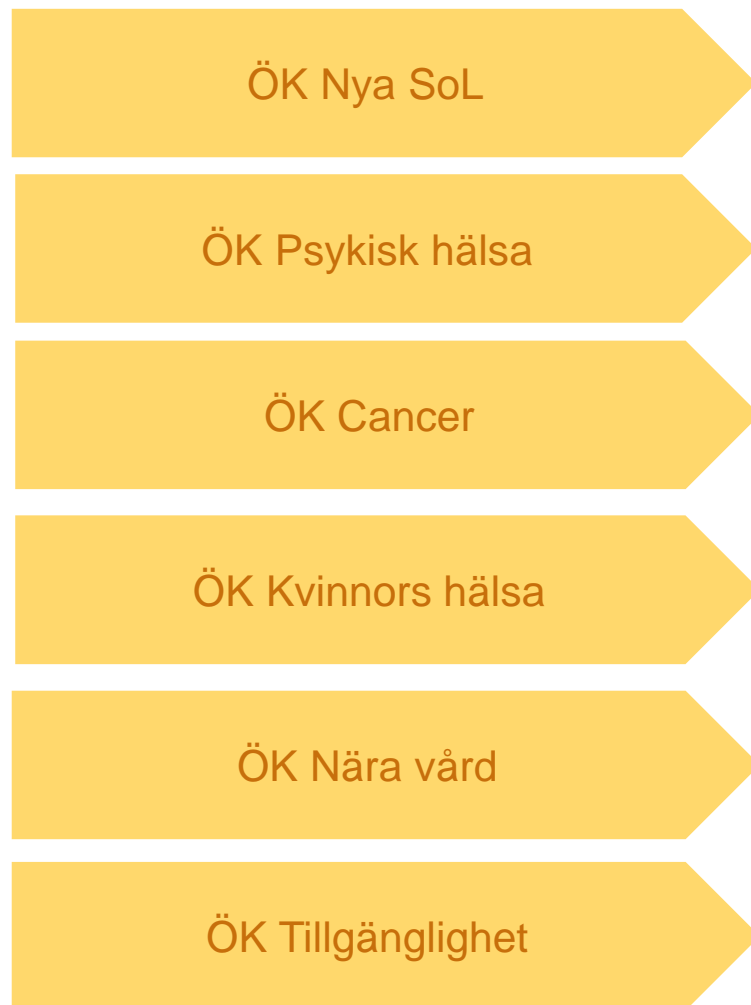 ÖK Nya SoL
ÖK Psykisk hälsa
ÖK Cancer
ÖK Kvinnors hälsa
ÖK Nära vård
ÖK Tillgänglighet